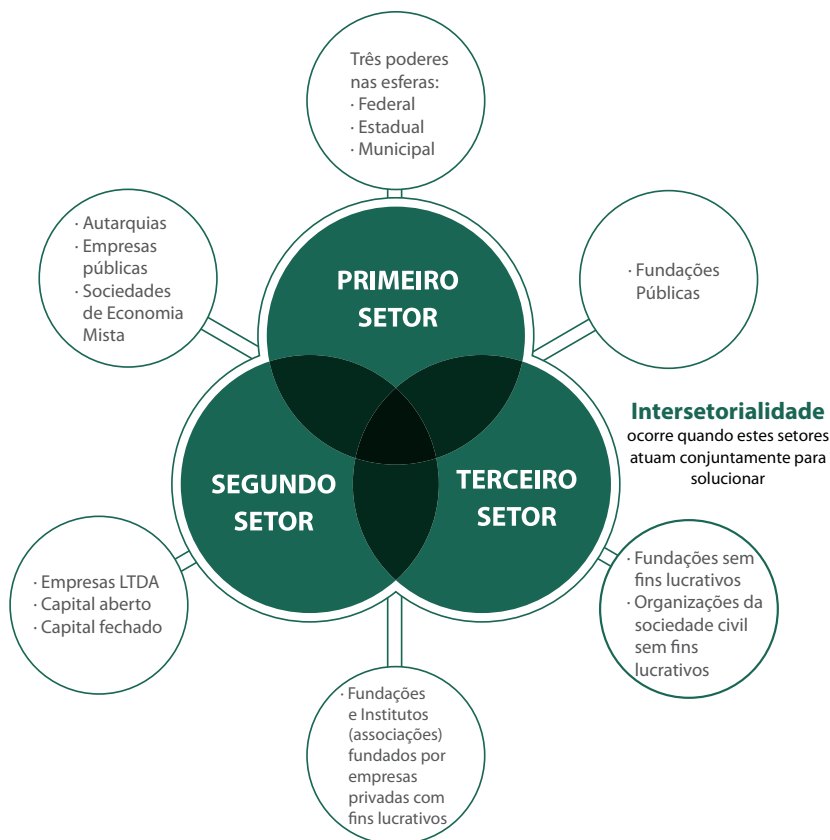 Três poderes
nas esferas:
· Federal
· Estadual
· Municipal
· Autarquias
· Empresas
públicas
· Sociedades
de Economia
Mista
PRIMEIRO
SETOR
· Fundações
Públicas
Intersetorialidade
ocorre quando estes setores
atuam conjuntamente para
solucionar
SEGUNDO
SETOR
TERCEIRO
SETOR
· Empresas LTDA
· Capital aberto
· Capital fechado
· Fundações sem
fins lucrativos
· Organizações da
sociedade civil
sem fins
lucrativos
· Fundações
e Institutos
(associações)
fundados por
empresas
privadas com
fins lucrativos